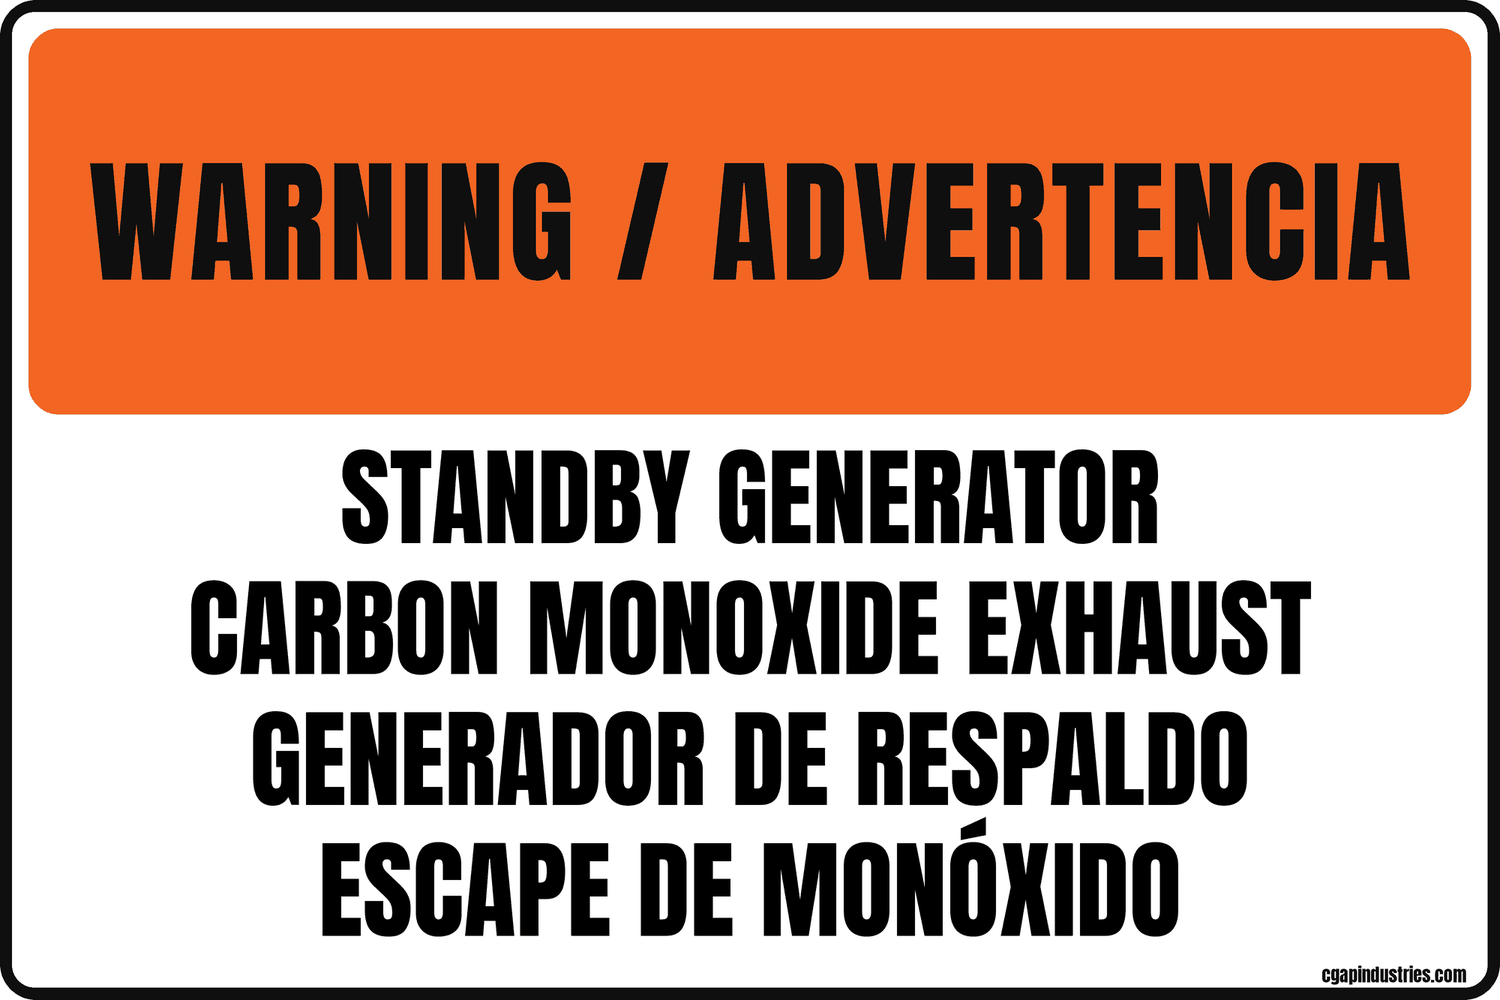 WARNING / ADVERTENCIA
STANDBY GENERATOR
CARBON MONOXIDE EXHAUST
GENERADOR DE RESPALDO
ESCAPE DE MONÓXIDO
cgapindustries.com